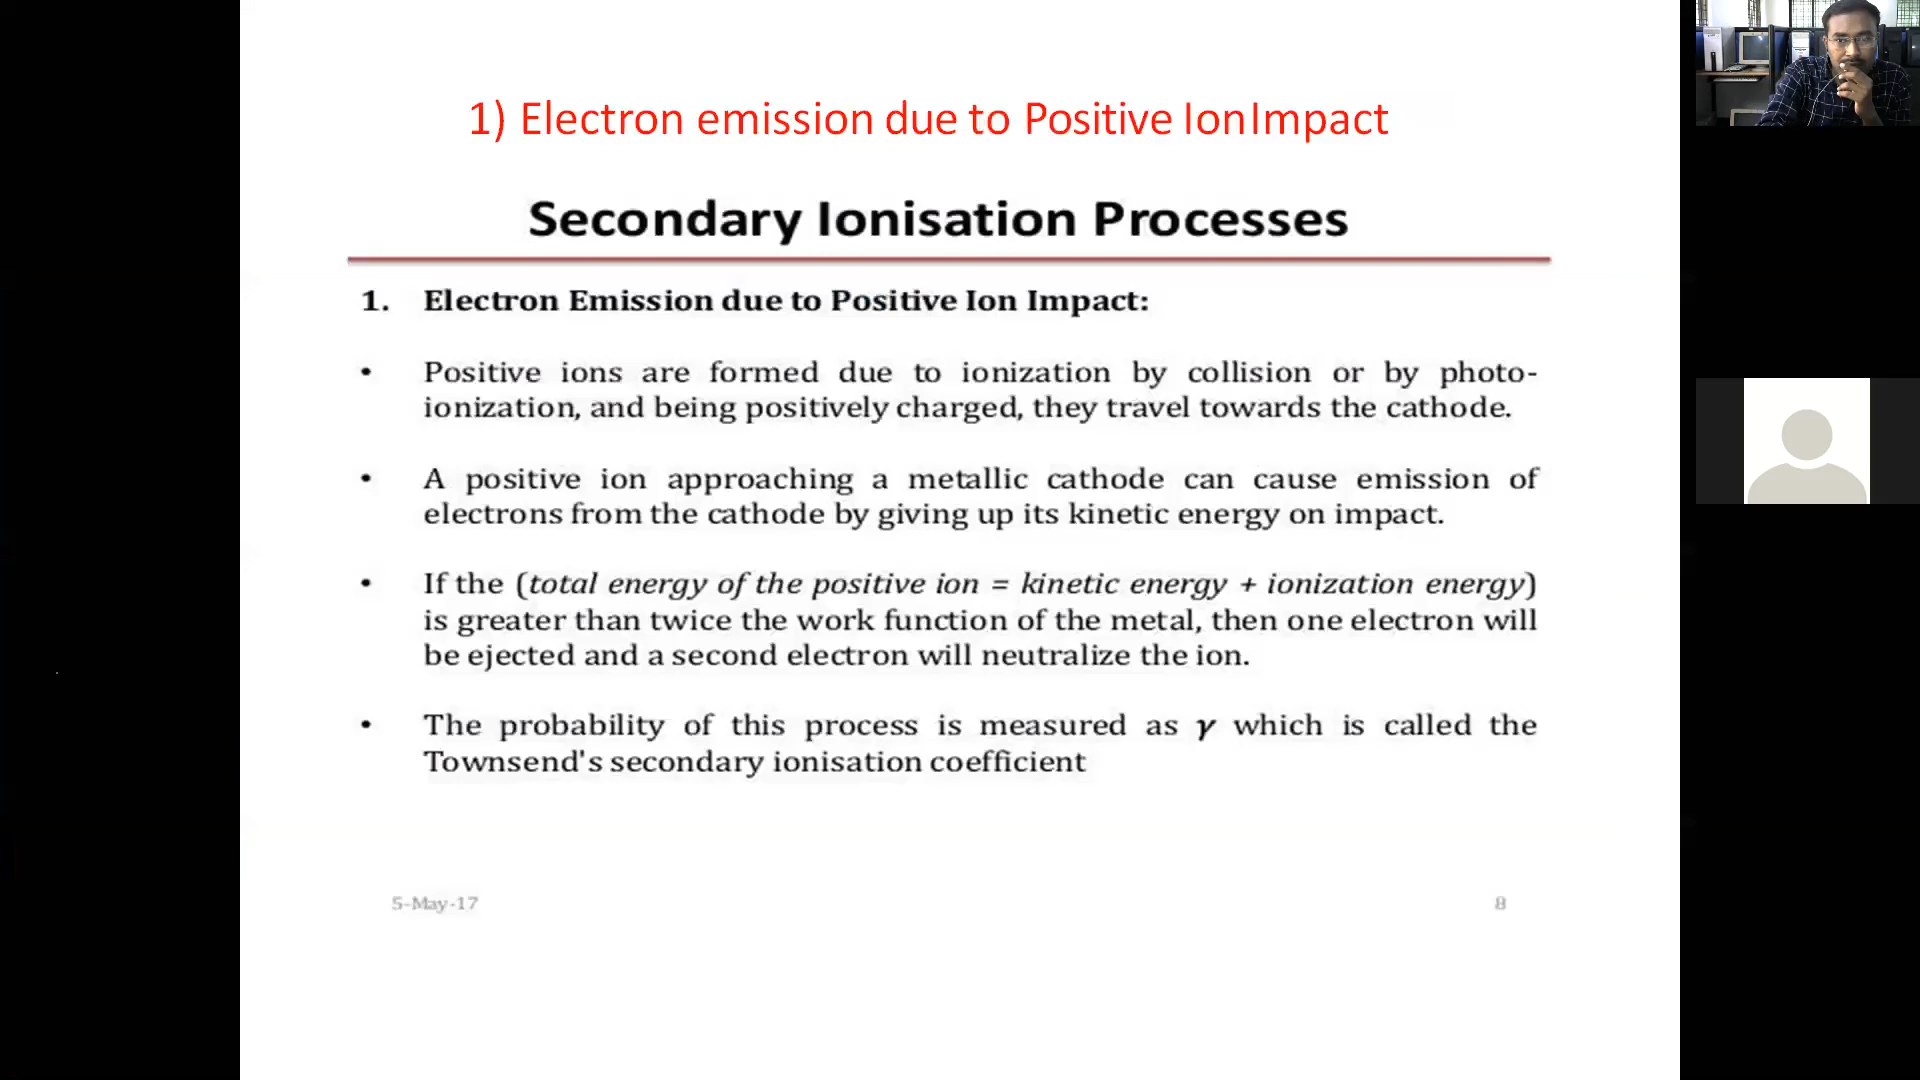 1) Electron emission due to Positive IonImpact
Secondary Ionisation Processes
1. Electron Emission due to Positive Ion Impact:
• Positive ions are formed due to ionization by collision or by photo-
ionization, and being positively charged, they travel towards the cathode.
• A positive ion approaching a metallic cathode can cause emission of
electrons from the cathode by giving up its kinetic energy on impact.
• If the (total energy of the positive ion = kinetic energy + ionization energy)
is greater than twice the work function of the metal, then one electron will
be ejected and a second electron will neutralize the ion.
• The probability of this process is measured as γ which is called the
Townsend's secondary ionisation coefficient
5-May-17
8